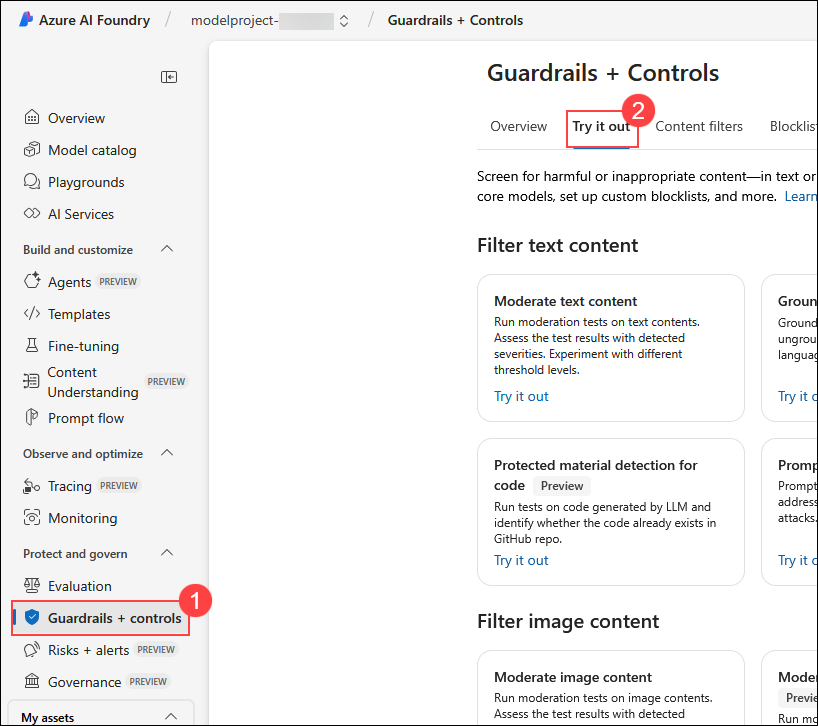 Azure AI Foundry / modelproject- / Guardrails + Controls
Overview
Model catalog
Playgrounds
AI Services
Build and customize
Agents PREVIEW
Templates
Fine-tuning
Content
Understanding PREVIEW
Prompt flow
Observe and optimize
Tracing PREVIEW
Monitoring
Protect and govern
Evaluation
1
Guardrails + controls
Risks + alerts PREVIEW
Governance PREVIEW
My assets
Guardrails + Controls
2
Overview Try it out Content filters Blocklist
Screen for harmful or inappropriate content—in text or
core models, set up custom blocklists, and more. Learn
Filter text content
Moderate text content
Run moderation tests on text contents.
Assess the test results with detected
severities. Experiment with different
threshold levels.
Try it out
Groun
Ground
ungrou
languag
Try it o
Protected material detection for
code Preview
Run tests on code generated by LLM and
identify whether the code already exists in
GitHub repo.
Try it out
Promp
Prompt
address
attacks.
Try it o
Filter image content
Moderate image content
Run moderation tests on image contents.
Assess the test results with detected
Moder
Previe
Run mo